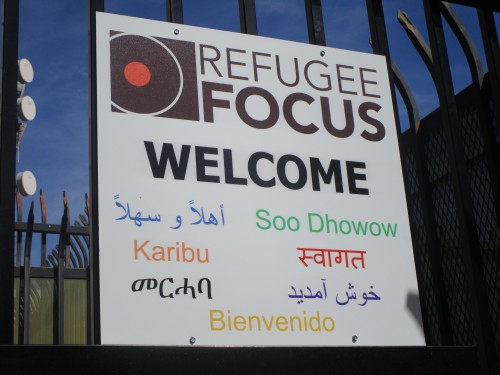 REFUGEE
FOCUS
WELCOME
أهلاً و سهلاً
Soo Dhowow
Karibu
स्वागत
መርሓባ
خوش آمدید
Bienvenido